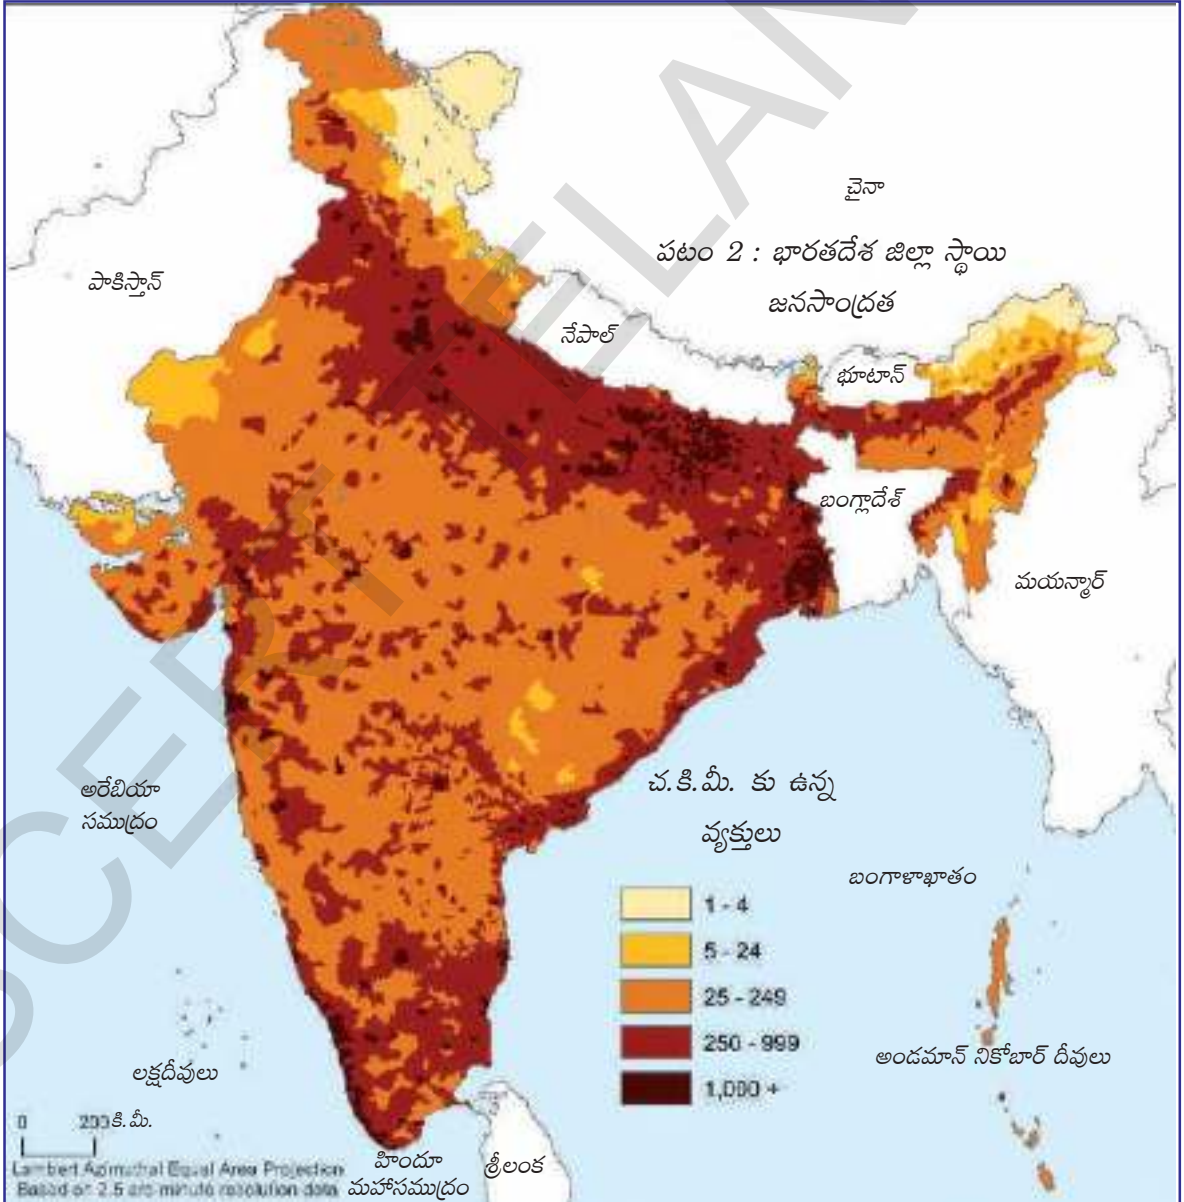 చైనా
పటం 2 : భారతదేశ జిల్లా స్థాయి
జనసాంద్రత
పాకిస్తాన్
నేపాల్
భూటాన్
బంగ్లాదేశ్
మయన్మార్
అరేబియా
సముద్రం
చ.కి.మీ. కు ఉన్న
వ్యక్తులు
బంగాళాఖాతం
1 - 4
5 - 24
25 - 249
250 - 999
1,000 +
అండమాన్ నికోబార్ దీవులు
లక్షదీవులు
0 200 కి.మీ.
Lambert Azimuthal Equal Area Projection
Based on 2.5 arc minute resolution data
హిందూ
మహాసముద్రం
శ్రీలంక
SCERT TELAN